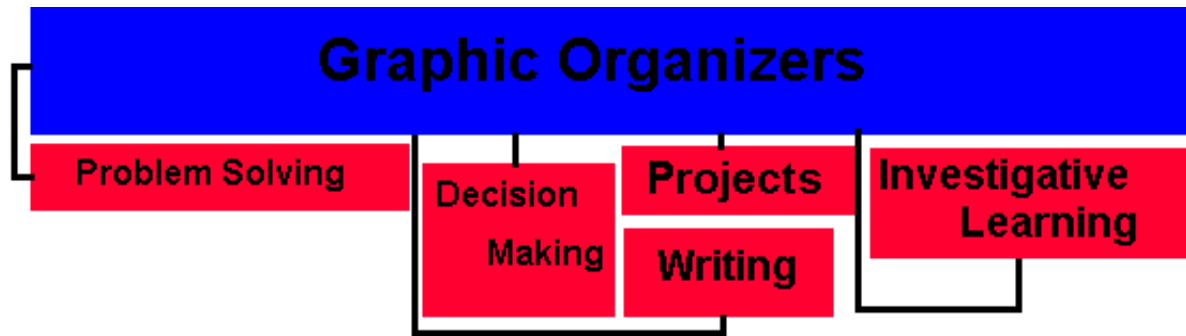 Graphic Organizers
Problem Solving
Decision
Making
Projects
Writing
Investigative
Learning